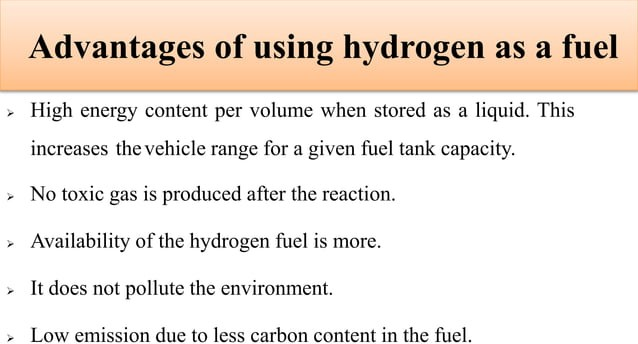 Advantages of using hydrogen as a fuel
➢ High energy content per volume when stored as a liquid. This
increases the vehicle range for a given fuel tank capacity.
➢ No toxic gas is produced after the reaction.
➢ Availability of the hydrogen fuel is more.
➢ It does not pollute the environment.
➢ Low emission due to less carbon content in the fuel.